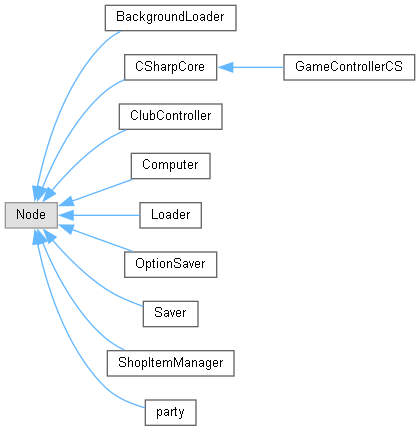 BackgroundLoader
CSharpCore
GameControllerCS
ClubController
Computer
Node
Loader
OptionSaver
Saver
ShopItemManager
party